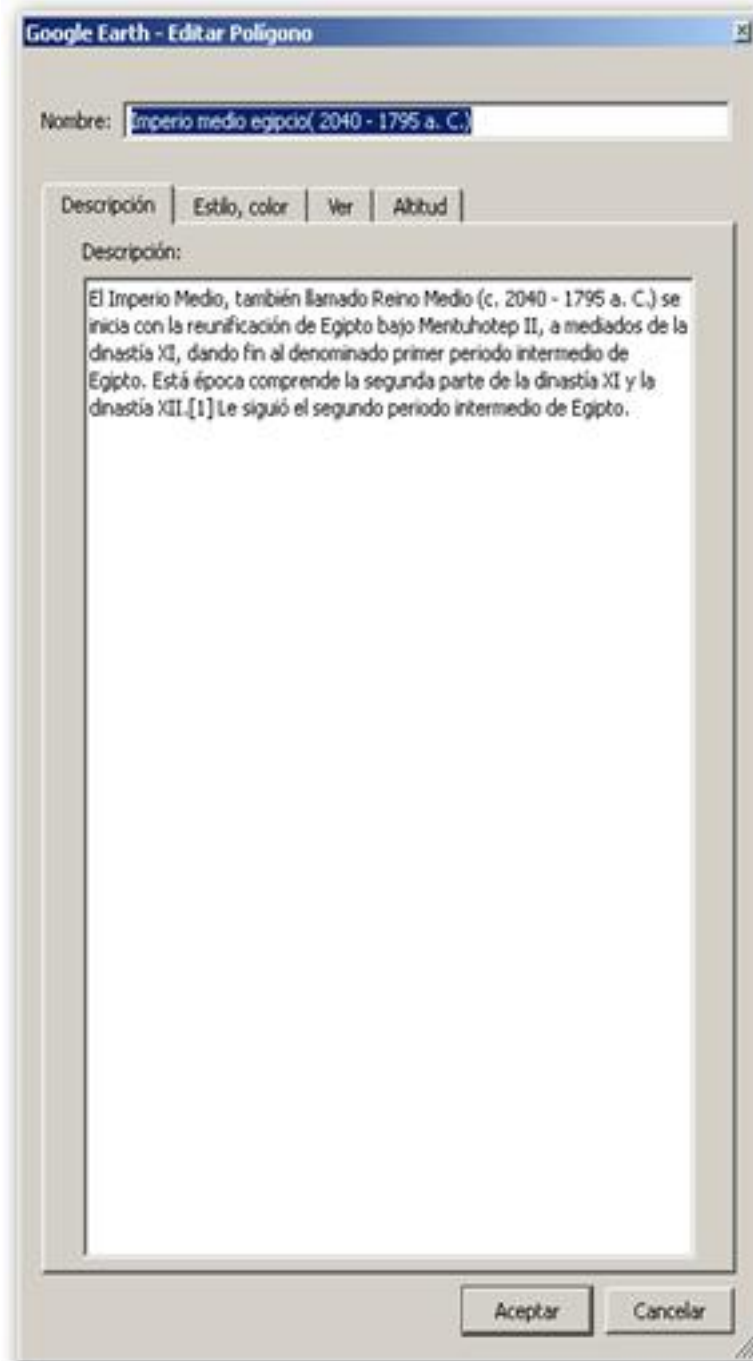 Google Earth - Editar Polígono
Nombre: Imperio medio egipcio( 2040 - 1795 a. C.)
Descripción Estilo, color Ver Altitud
Descripción:
El Imperio Medio, también llamado Reino Medio (c. 2040 - 1795 a. C.) se
inicia con la reunificación de Egipto bajo Mentuhotep II, a mediados de la
dinastía XI, dando fin al denominado primer periodo intermedio de
Egipto. Está época comprende la segunda parte de la dinastía XI y la
dinastía XII.[1] Le siguió el segundo periodo intermedio de Egipto.
Aceptar Cancelar